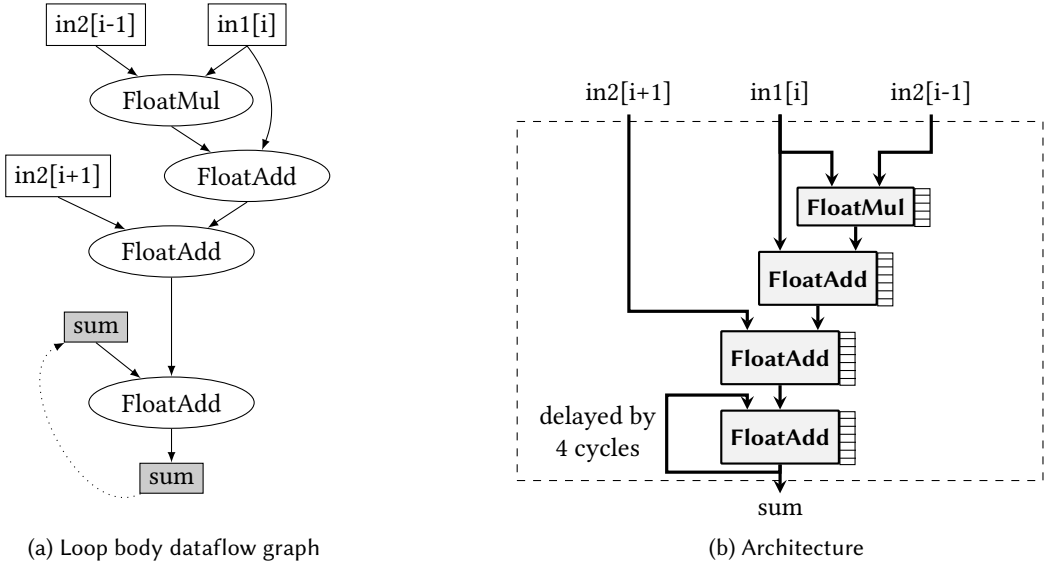 in2[i-1]
in1[i]
FloatMul
FloatAdd
in2[i+1]
FloatAdd
sum
FloatAdd
sum
(a) Loop body dataflow graph
in2[i+1]
in1[i]
in2[i-1]
FloatMul
FloatAdd
FloatAdd
delayed by
4 cycles
FloatAdd
sum
(b) Architecture